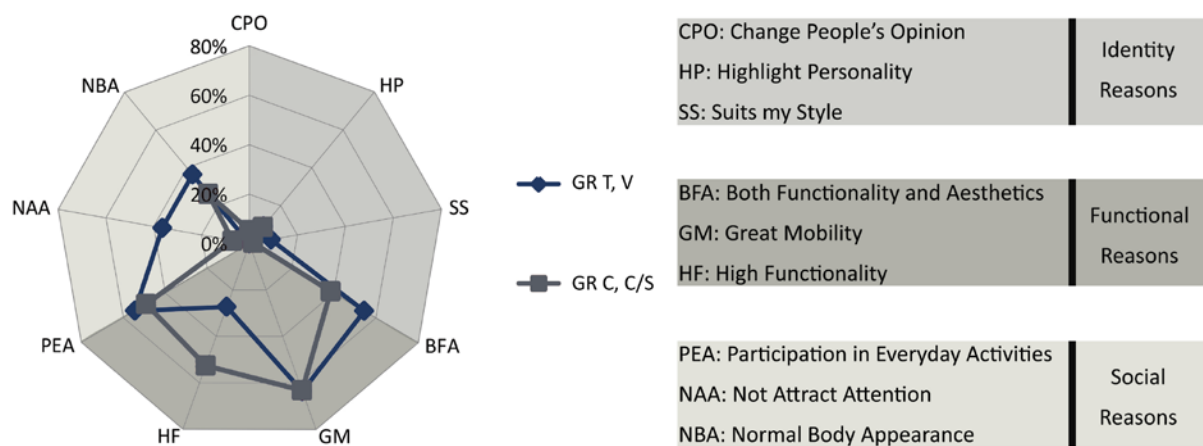 CPO
80%
60%
40%
20%
0%
HP
SS
BFA
GM
HF
PEA
NAA
NBA
GR T, V
GR C, C/S
CPO: Change People's Opinion
HP: Highlight Personality
SS: Suits my Style
Identity
Reasons
BFA: Both Functionality and Aesthetics
GM: Great Mobility
HF: High Functionality
Functional
Reasons
PEA: Participation in Everyday Activities
NAA: Not Attract Attention
NBA: Normal Body Appearance
Social
Reasons